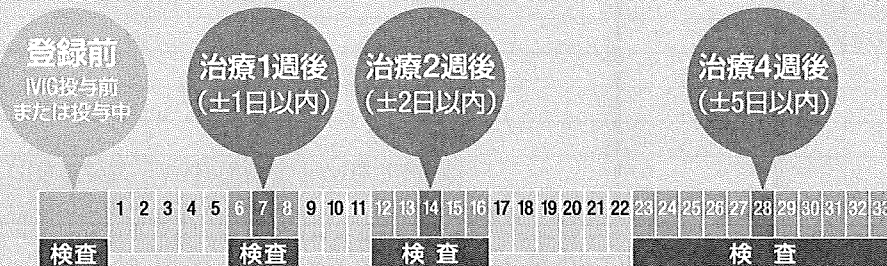 登録前
IVIG投与前
または投与中
治療1週後
(±1日以内)
治療2週後
(±2日以内)
治療4週後
(±5日以内)
1 2 3 4 5 6 7 8 9 10 11 12 13 14 15 16 17 18 19 20 21 22 23 24 25 26 27 28 29 30 31 32 33
検査 検査 検査 検査